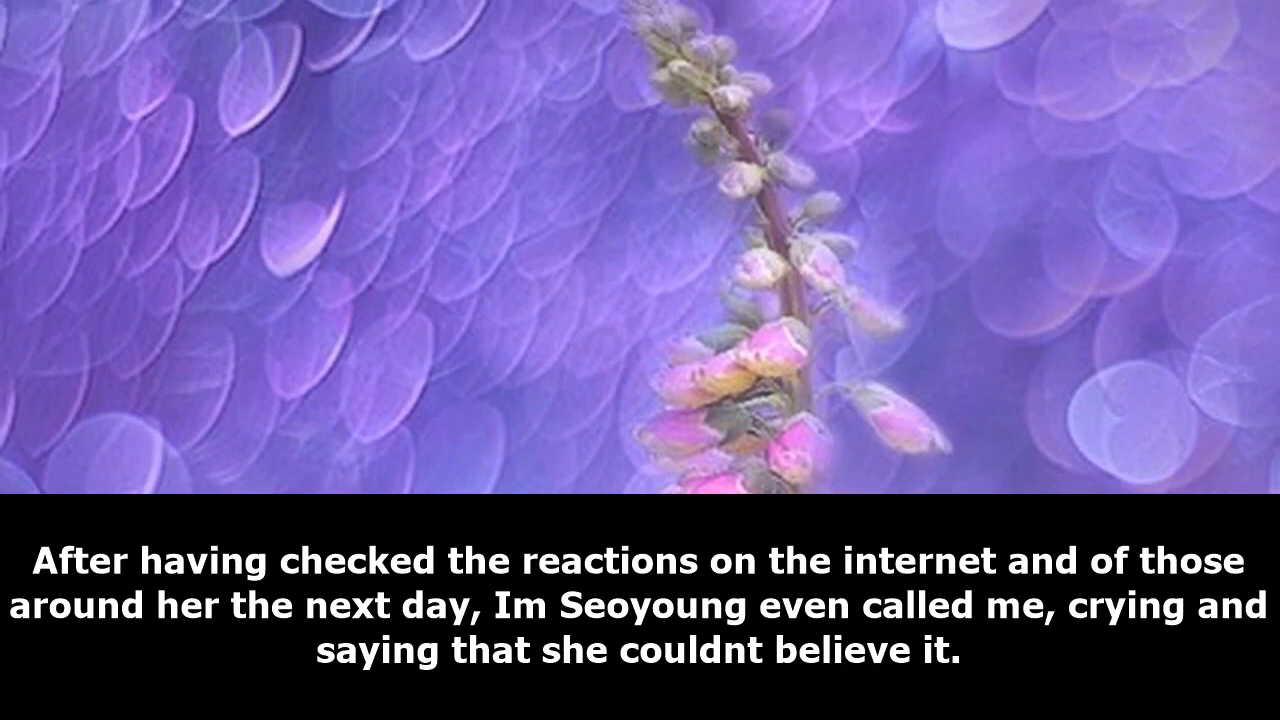 After having checked the reactions on the internet and of those
around her the next day, Im Seoyoung even called me, crying and
saying that she couldnt believe it.